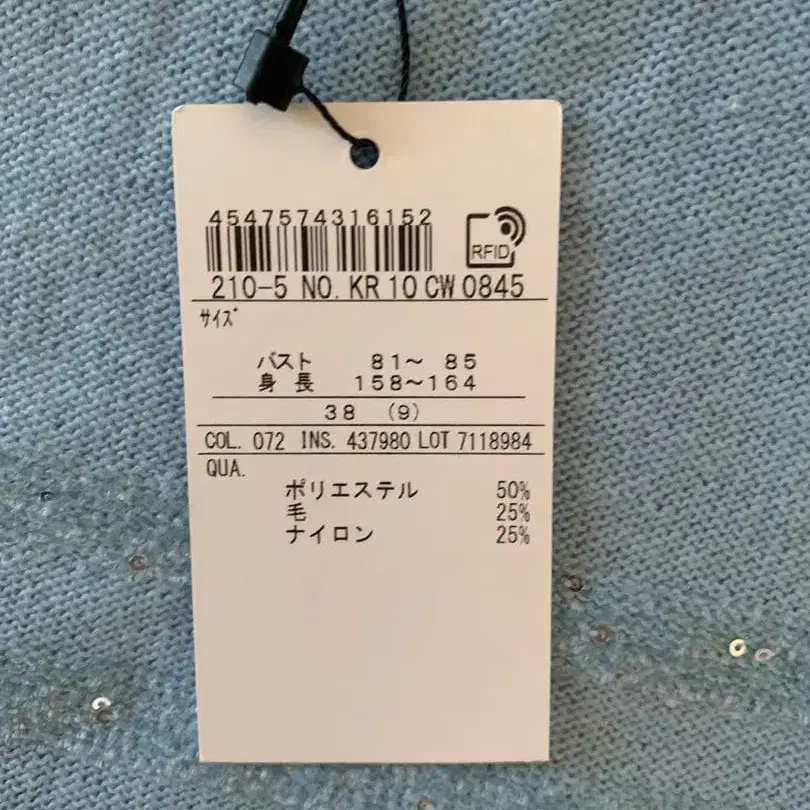 4547574316152
RFID
210-5 NO. KR 10 CW 0845
サイズ
バスト 81～ 85
身 長 158～164
38 (9)
COL. 072 INS. 437980 LOT 7118984
QUA.
ポリエステル 50%
毛 25%
ナイロン 25%